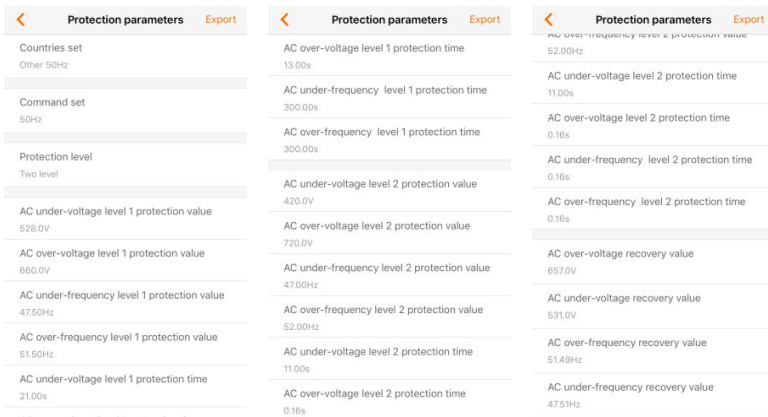 Protection parameters Export
Countries set
Other 50Hz
Command set
50Hz
Protection level
Two level
AC under-voltage level 1 protection value
528.0V
AC over-voltage level 1 protection value
660.0V
AC under-frequency level 1 protection value
47.50Hz
AC over-frequency level 1 protection value
51.50Hz
AC under-voltage level 1 protection time
21.00s
Protection parameters Export
AC over-voltage level 1 protection time
13.00s
AC under-frequency level 1 protection time
300.00s
AC over-frequency level 1 protection time
300.00s
AC under-voltage level 2 protection value
420.0V
AC over-voltage level 2 protection value
720.0V
AC under-frequency level 2 protection value
47.00Hz
AC over-frequency level 2 protection value
52.00Hz
AC under-voltage level 2 protection time
11.00s
AC over-voltage level 2 protection time
0.16s
Protection parameters Export
AC over-frequency level 2 protection value
52.00Hz
AC under-voltage level 2 protection time
11.00s
AC over-voltage level 2 protection time
0.16s
AC under-frequency level 2 protection time
0.16s
AC over-frequency level 2 protection time
0.16s
AC over-voltage recovery value
657.0V
AC under-voltage recovery value
531.0V
AC over-frequency recovery value
51.49Hz
AC under-frequency recovery value
47.51Hz